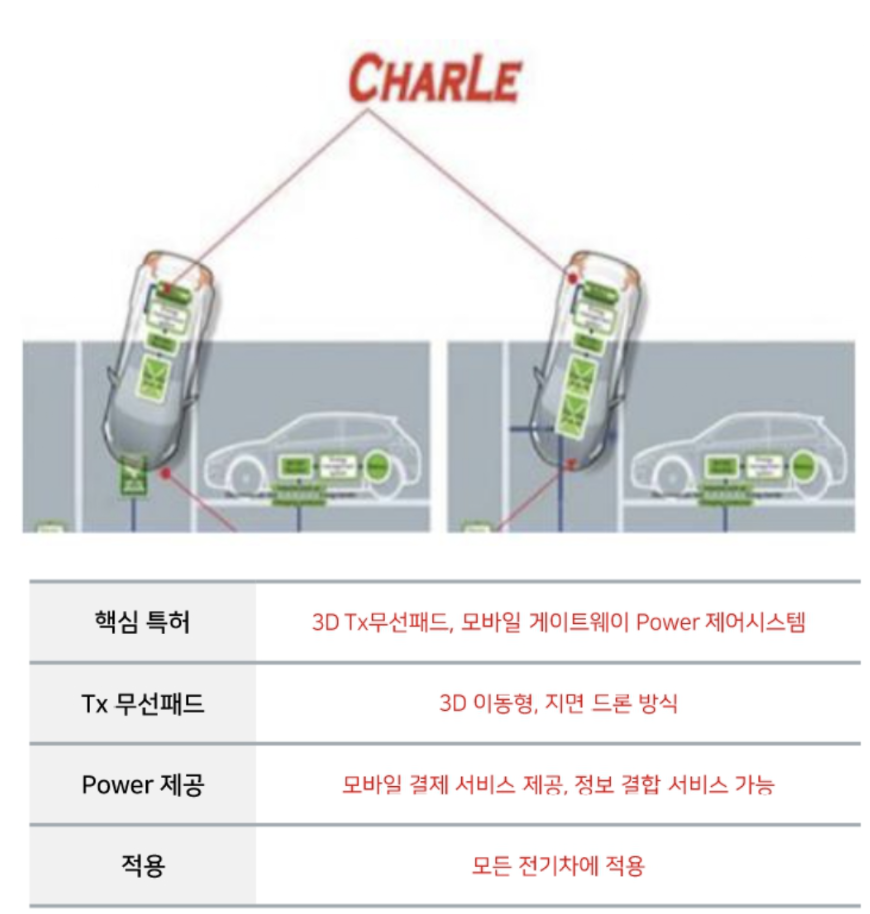 CHARLE
핵심 특허
3D Tx무선패드, 모바일 게이트웨이 Power 제어시스템
Tx 무선패드
3D 이동형, 지면 드론 방식
Power 제공
모바일 결제 서비스 제공, 정보 결합 서비스 가능
적용
모든 전기차에 적용